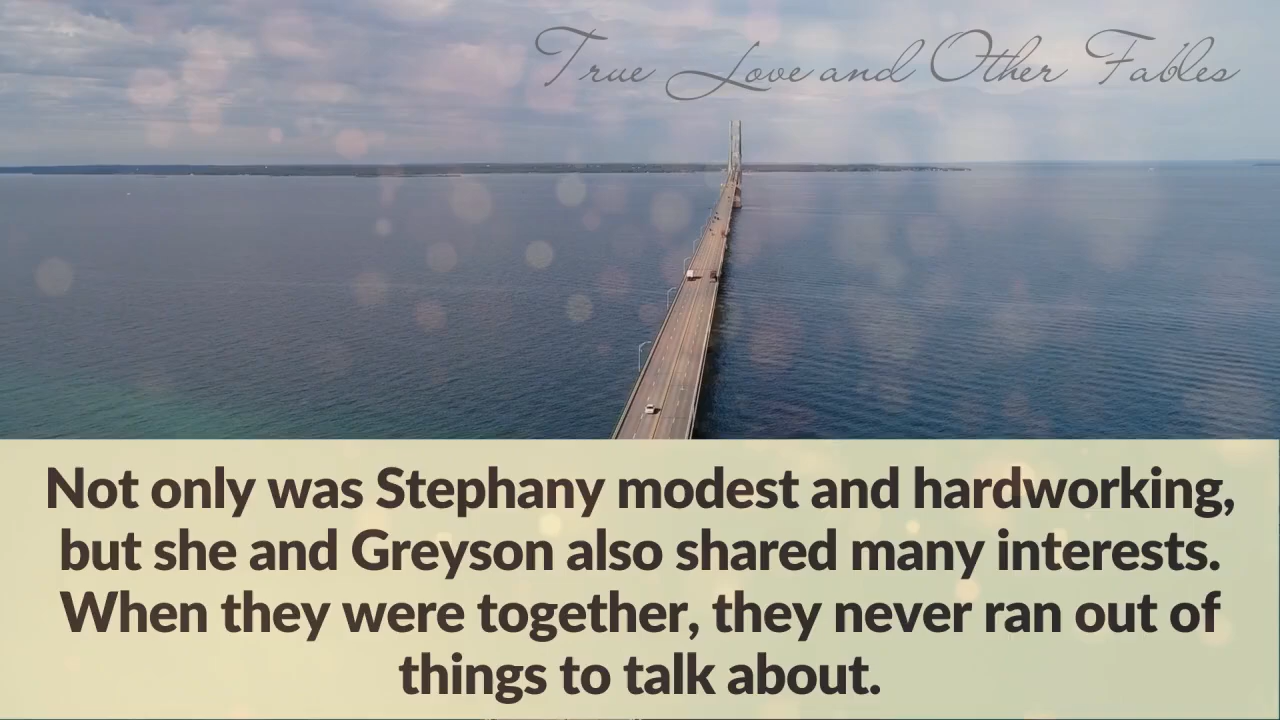 True Love and Other Fables
Not only was Stephany modest and hardworking,
but she and Greyson also shared many interests.
When they were together, they never ran out of
things to talk about.